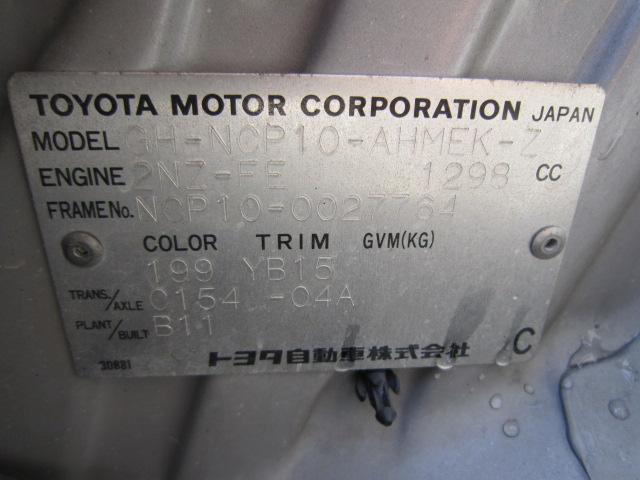 TOYOTA MOTOR CORPORATION JAPAN
MODEL GH-NCP10-AHMEK-Z
ENGINE 2NZ-FE 1298 CC
FRAME No. NCP10-0027764
COLOR TRIM GVM(KG)
199 YB15
TRANS./AXLE C154 -04A
PLANT/BUILT B11
30881 トヨタ自動車株式会社 C